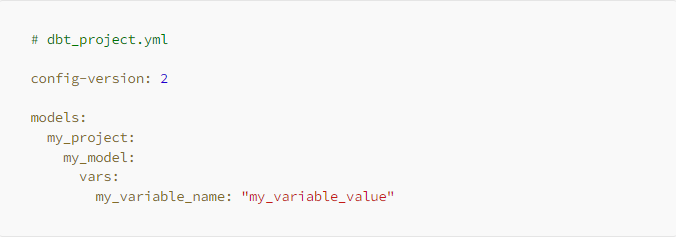 # dbt_project.yml
config-version: 2
models:
  my_project:
    my_model:
      vars:
        my_variable_name: "my_variable_value"